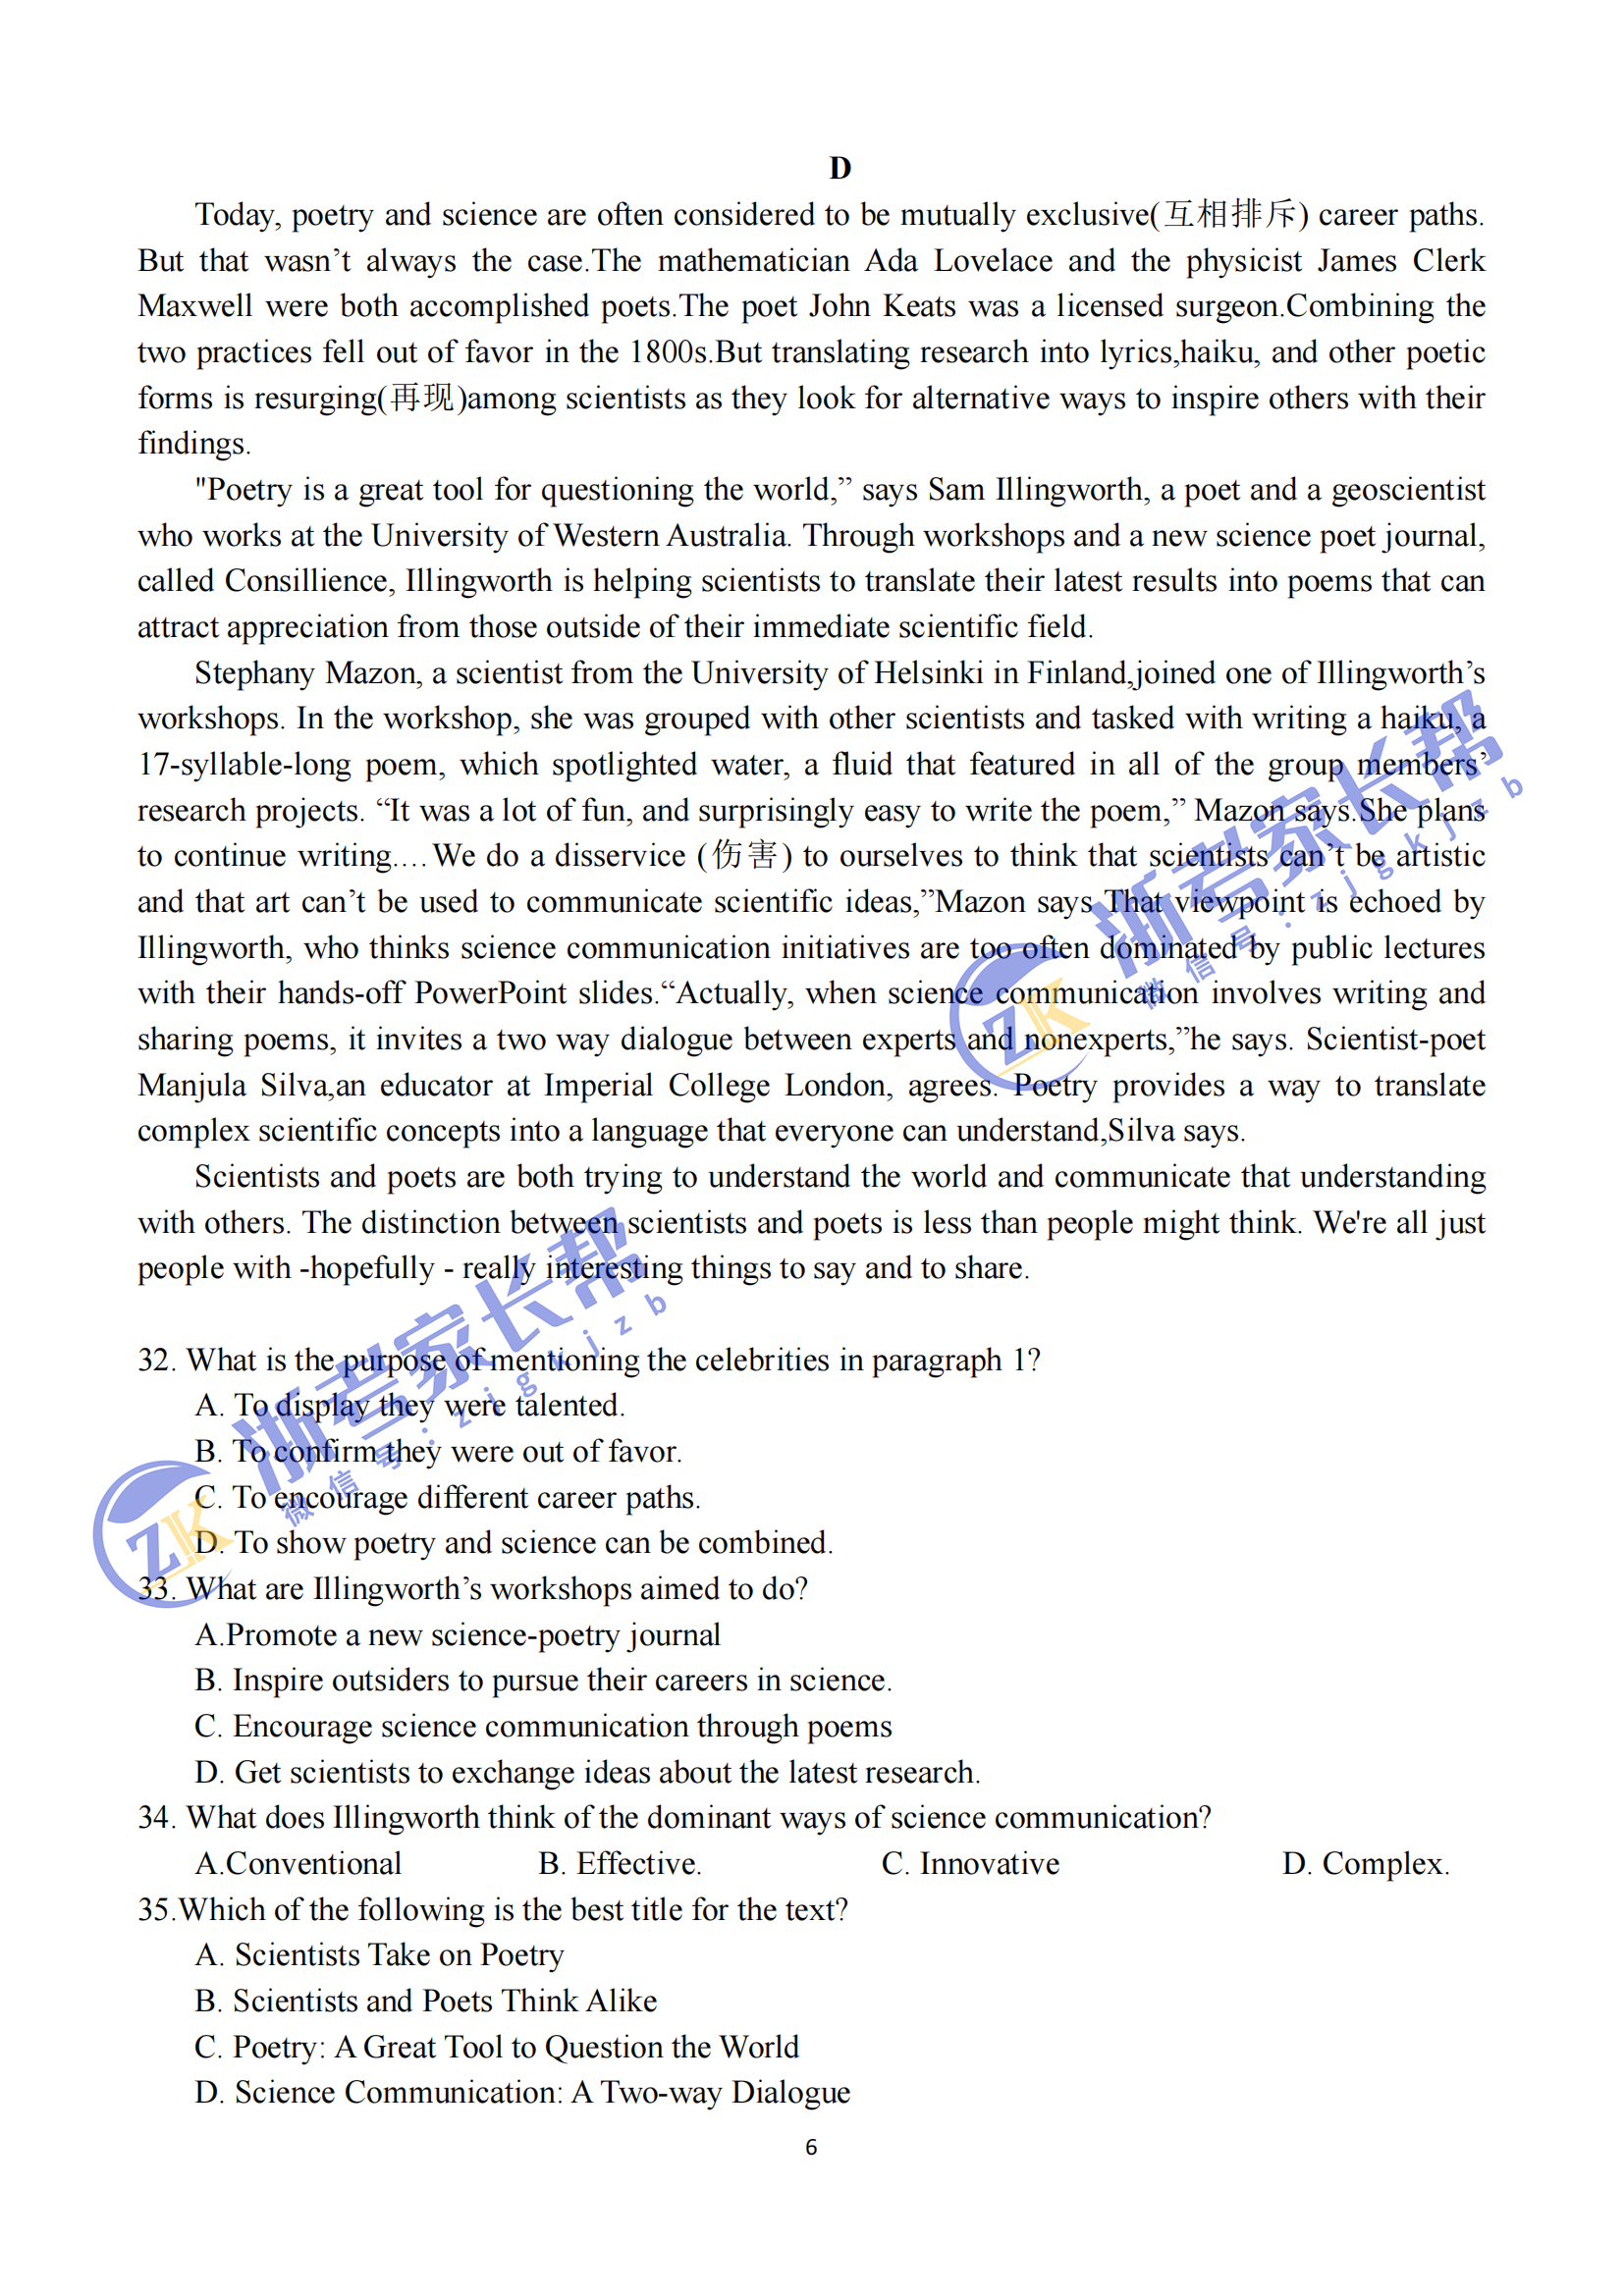 D
Today, poetry and science are often considered to be mutually exclusive(互相排斥) career paths.
But that wasn’t always the case.The mathematician Ada Lovelace and the physicist James Clerk
Maxwell were both accomplished poets.The poet John Keats was a licensed surgeon.Combining the
two practices fell out of favor in the 1800s.But translating research into lyrics,haiku, and other poetic
forms is resurging(再现)among scientists as they look for alternative ways to inspire others with their
findings.
"Poetry is a great tool for questioning the world,” says Sam Illingworth, a poet and a geoscientist
who works at the University of Western Australia. Through workshops and a new science poet journal,
called Consillience, Illingworth is helping scientists to translate their latest results into poems that can
attract appreciation from those outside of their immediate scientific field.
Stephany Mazon, a scientist from the University of Helsinki in Finland,joined one of Illingworth’s
workshops. In the workshop, she was grouped with other scientists and tasked with writing a haiku, a
17-syllable-long poem, which spotlighted water, a fluid that featured in all of the group members’
research projects. “It was a lot of fun, and surprisingly easy to write the poem,” Mazon says.She plans
to continue writing.…We do a disservice (伤害) to ourselves to think that scientists can’t be artistic
and that art can’t be used to communicate scientific ideas,”Mazon says That viewpoint is echoed by
Illingworth, who thinks science communication initiatives are too often dominated by public lectures
with their hands-off PowerPoint slides.“Actually, when science communication involves writing and
sharing poems, it invites a two way dialogue between experts and nonexperts,”he says. Scientist-poet
Manjula Silva,an educator at Imperial College London, agrees. Poetry provides a way to translate
complex scientific concepts into a language that everyone can understand,Silva says.
Scientists and poets are both trying to understand the world and communicate that understanding
with others. The distinction between scientists and poets is less than people might think. We're all just
people with -hopefully - really interesting things to say and to share.
32. What is the purpose of mentioning the celebrities in paragraph 1?
A. To display they were talented.
B. To confirm they were out of favor.
C. To encourage different career paths.
D. To show poetry and science can be combined.
33. What are Illingworth’s workshops aimed to do?
A.Promote a new science-poetry journal
B. Inspire outsiders to pursue their careers in science.
C. Encourage science communication through poems
D. Get scientists to exchange ideas about the latest research.
34. What does Illingworth think of the dominant ways of science communication?
A.Conventional B. Effective. C. Innovative D. Complex.
35.Which of the following is the best title for the text?
A. Scientists Take on Poetry
B. Scientists and Poets Think Alike
C. Poetry: A Great Tool to Question the World
D. Science Communication: A Two-way Dialogue
6
浙考家长帮
微信号:zjgkjzb
ZK
浙考家长帮
微信号:zjgkjzb
ZK